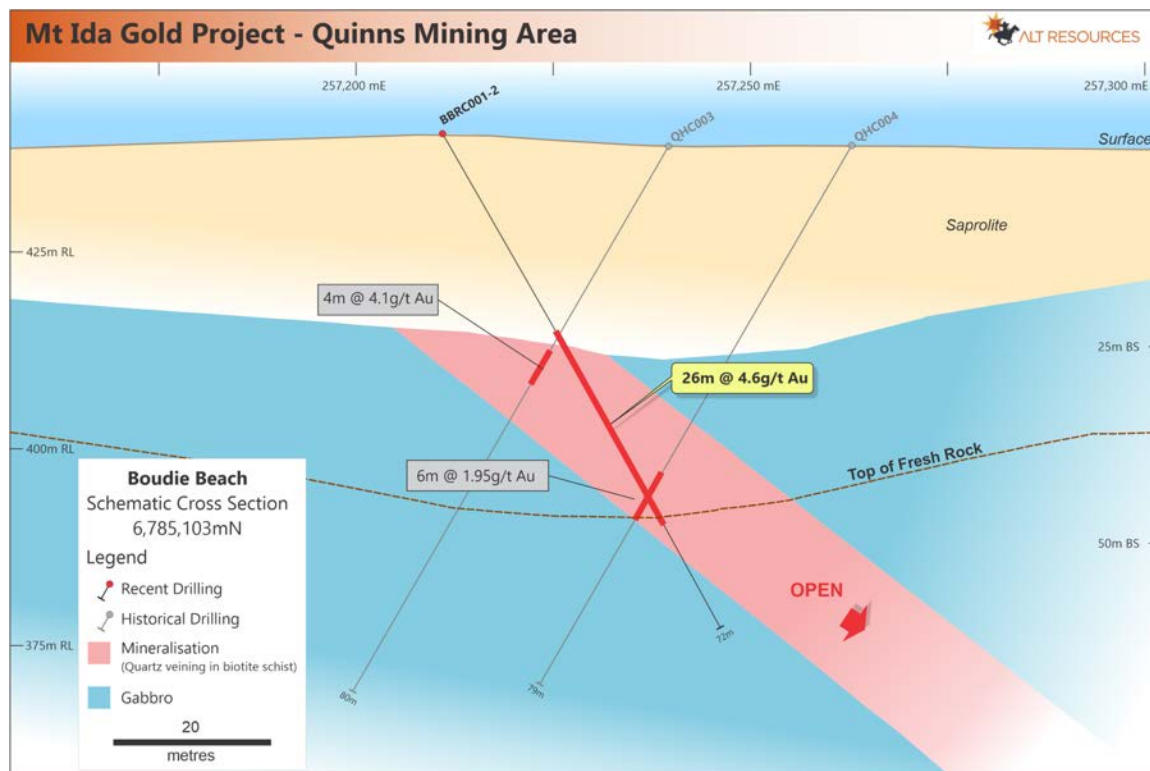 Mt Ida Gold Project - Quinns Mining Area
ALT RESOURCES
257,200 mE
257,250 mE
257,300 mE
BBRC001-2
QHC003
QHC004
Surface
Saprolite
425m RL
4m @ 4.1g/t Au
25m BS
26m @ 4.6g/t Au
400m RL
Top of Fresh Rock
6m @ 1.95g/t Au
50m BS
OPEN
375m RL
72m
79m
80m
Boudie Beach
Schematic Cross Section
6,785,103mN
Legend
Recent Drilling
Historical Drilling
Mineralisation
(Quartz veining in biotite schist)
Gabbro
20
metres